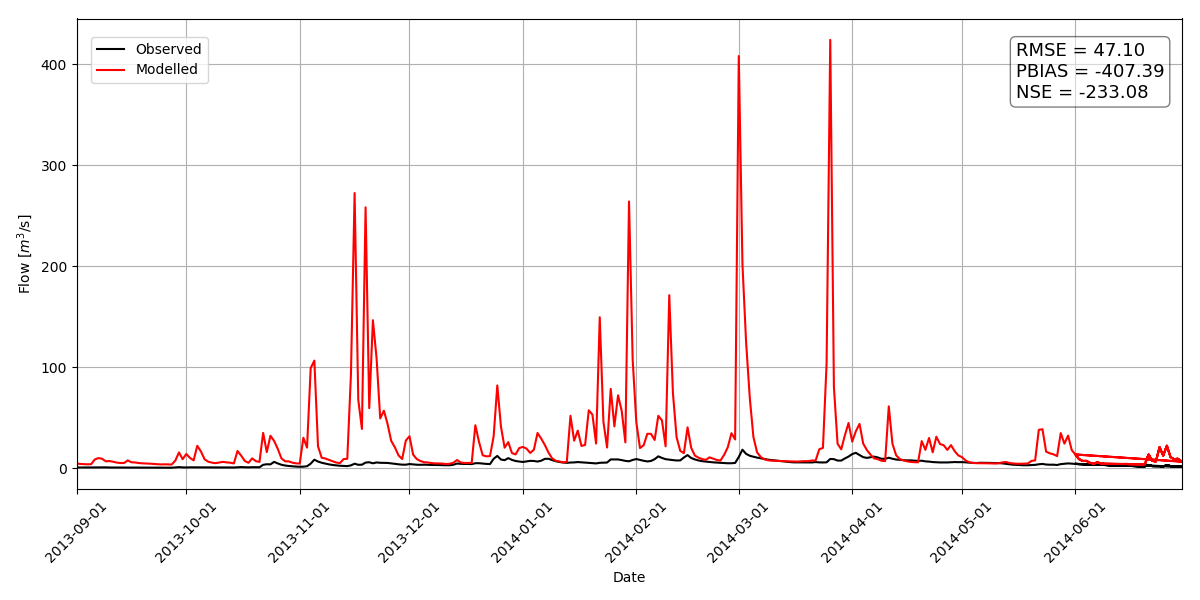 Observed
Modelled
RMSE = 47.10
PBIAS = -407.39
NSE = -233.08
400
300
200
100
0
Flow [m³/s]
2013-09-01
2013-10-01
2013-11-01
2013-12-01
2014-01-01
2014-02-01
2014-03-01
2014-04-01
2014-05-01
2014-06-01
Date